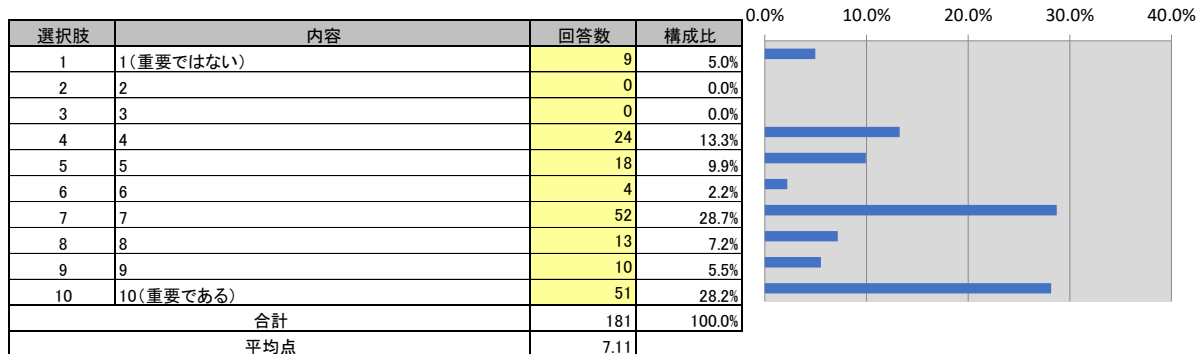 0.0% 10.0% 20.0% 30.0% 40.0%
選択肢 内容 回答数 構成比
1 1(重要ではない) 9 5.0%
2 2 0 0.0%
3 3 0 0.0%
4 4 24 13.3%
5 5 18 9.9%
6 6 4 2.2%
7 7 52 28.7%
8 8 13 7.2%
9 9 10 5.5%
10 10(重要である) 51 28.2%
合計 181 100.0%
平均点 7.11